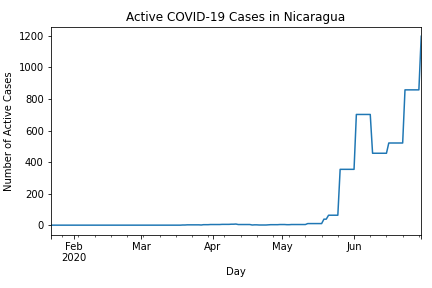 Active COVID-19 Cases in Nicaragua
1200
1000
800
600
400
200
0
Number of Active Cases
Feb
2020
Mar
Apr
May
Jun
Day